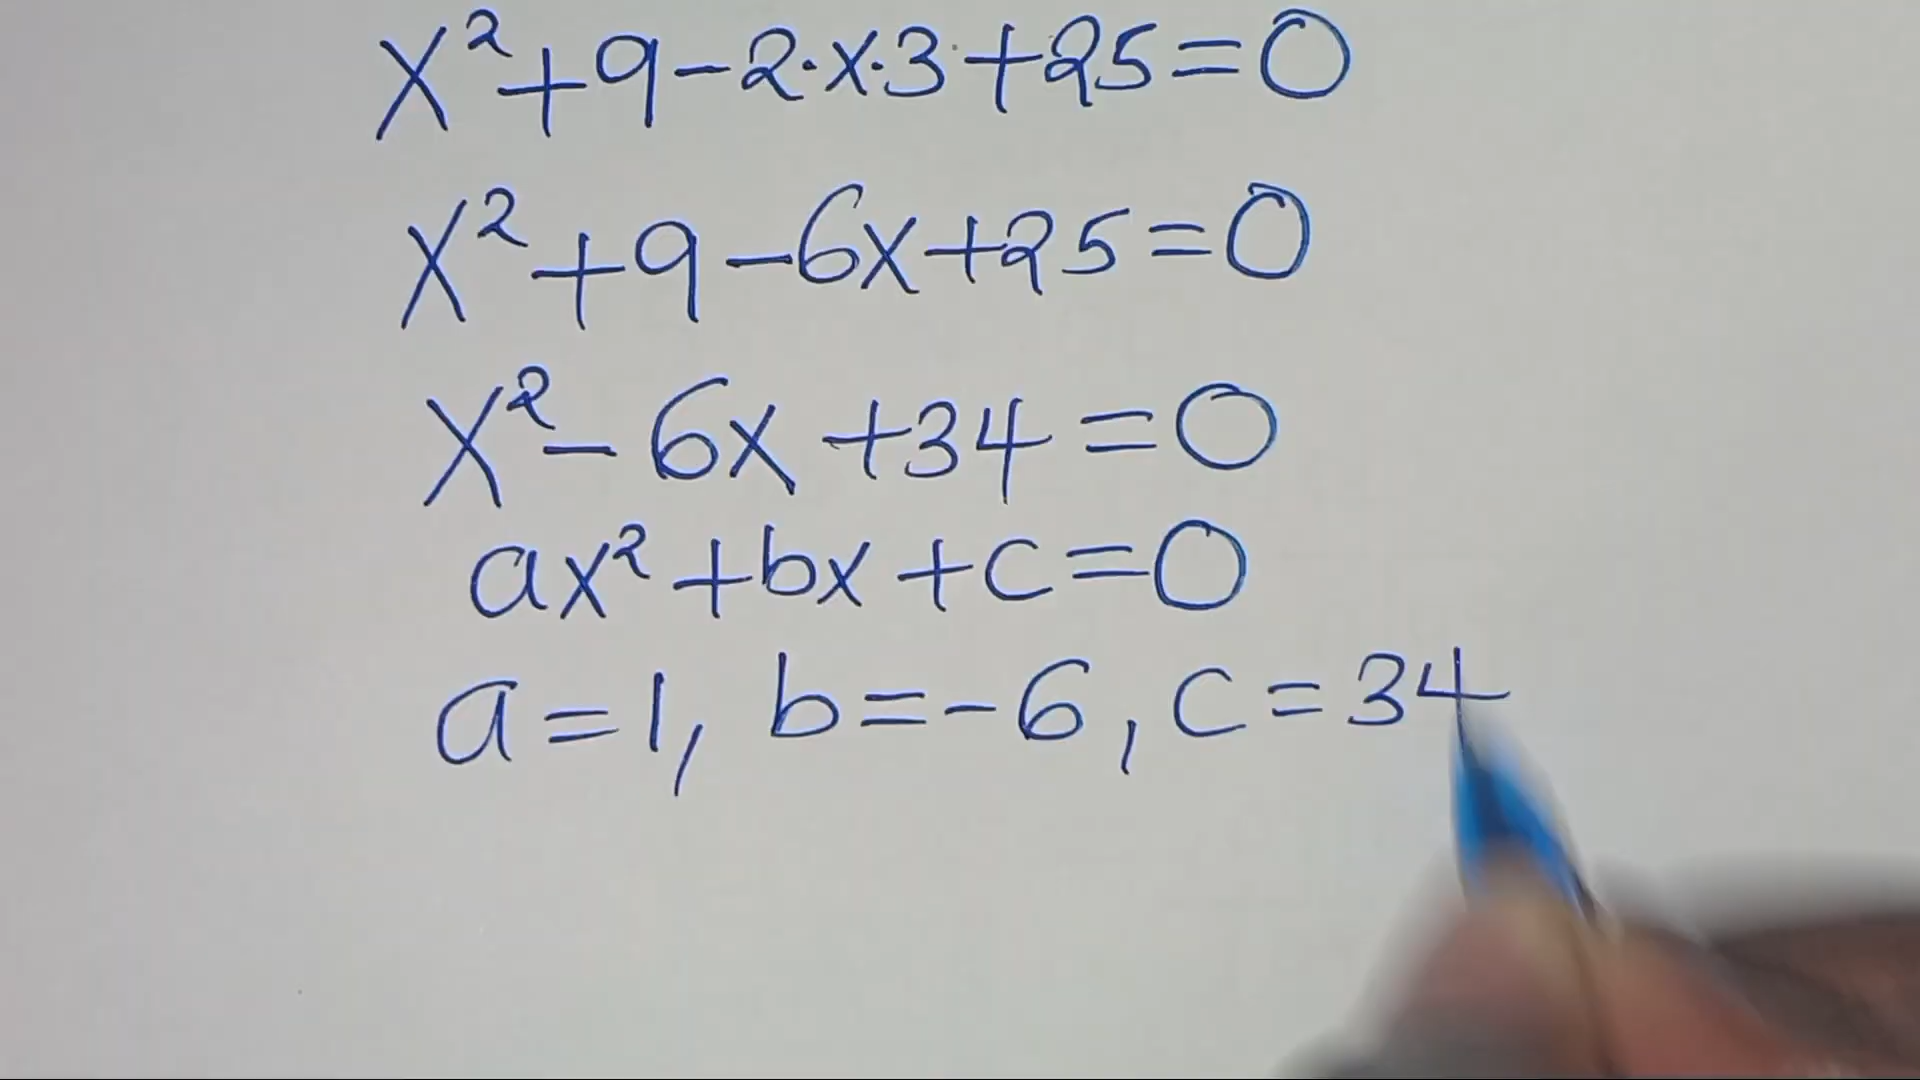 x²+9-2·x·3+25=0
x²+9-6x+25=0
x²-6x+34=0
ax²+bx+c=0
a=1, b=-6, c=34